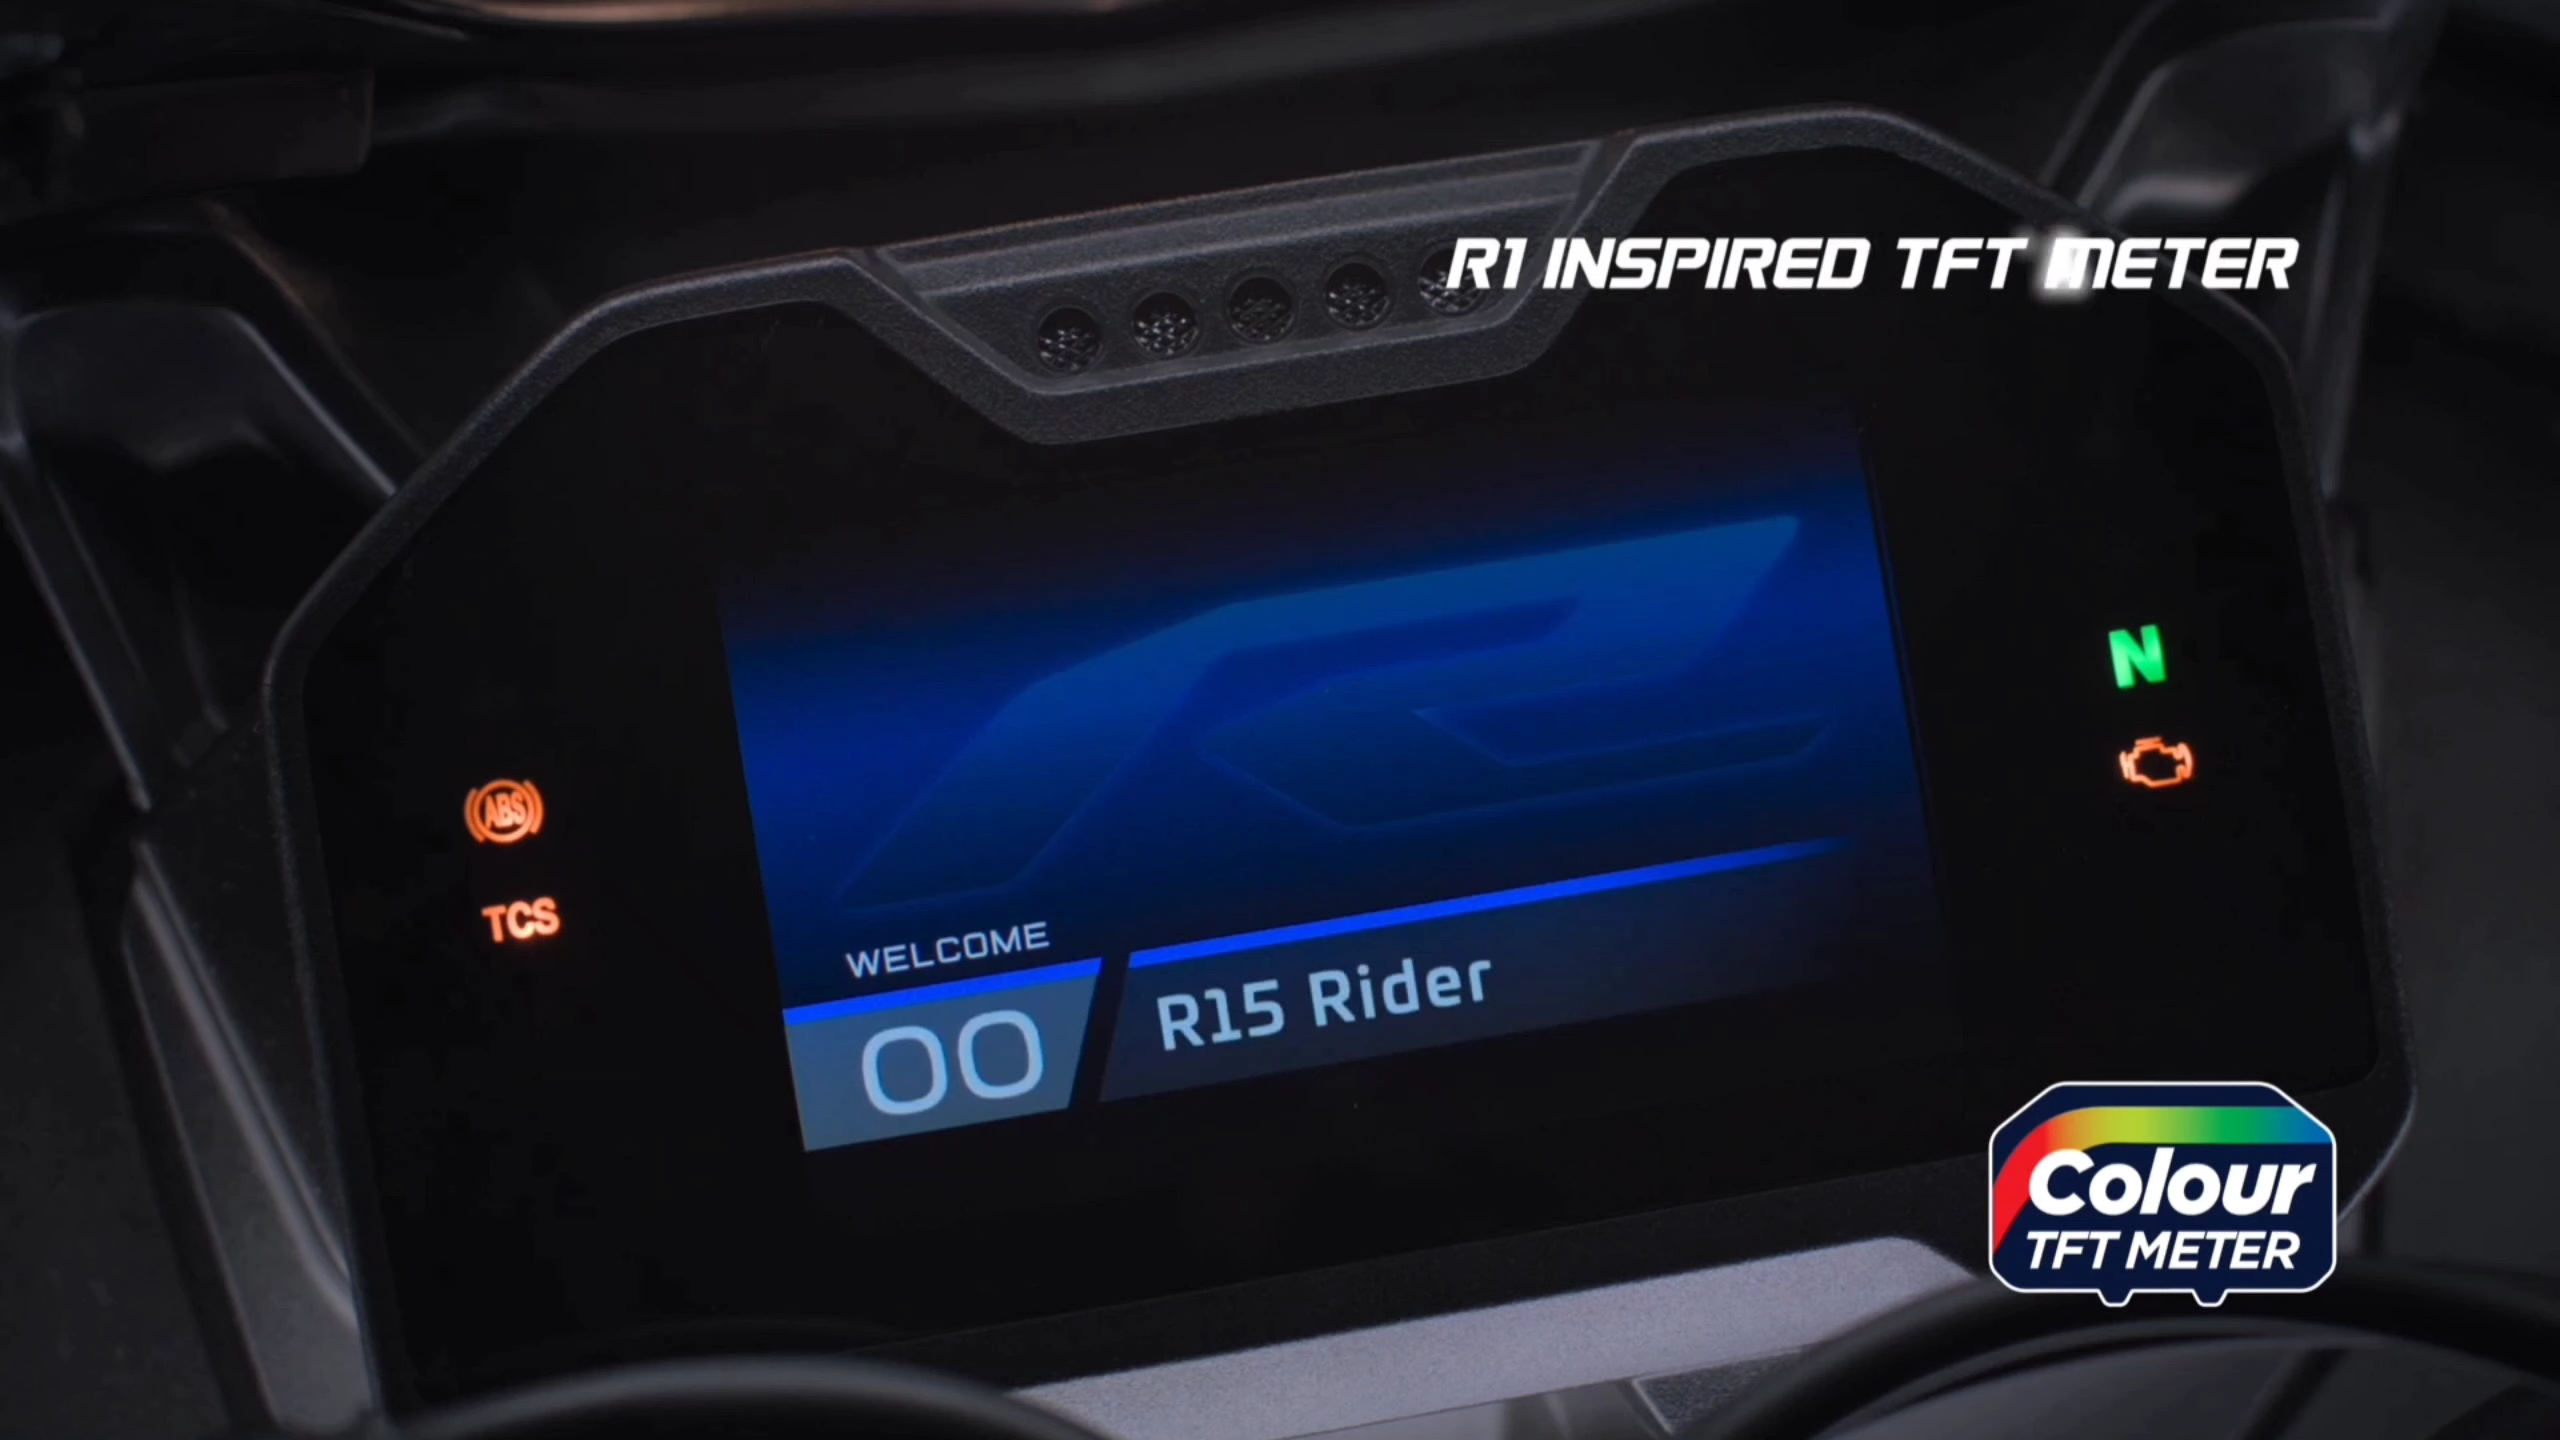 R1 INSPIRED TFT METER
N
ABS
TCS
WELCOME
00
R15 Rider
Colour
TFT METER